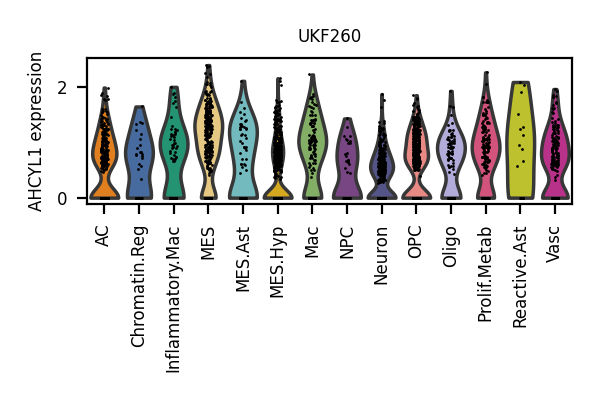 UKF260
AHCYL1 expression
2
0
AC
Chromatin.Reg
Inflammatory.Mac
MES
MES.Ast
MES.Hyp
Mac
NPC
Neuron
OPC
Oligo
Prolif.Metab
Reactive.Ast
Vasc